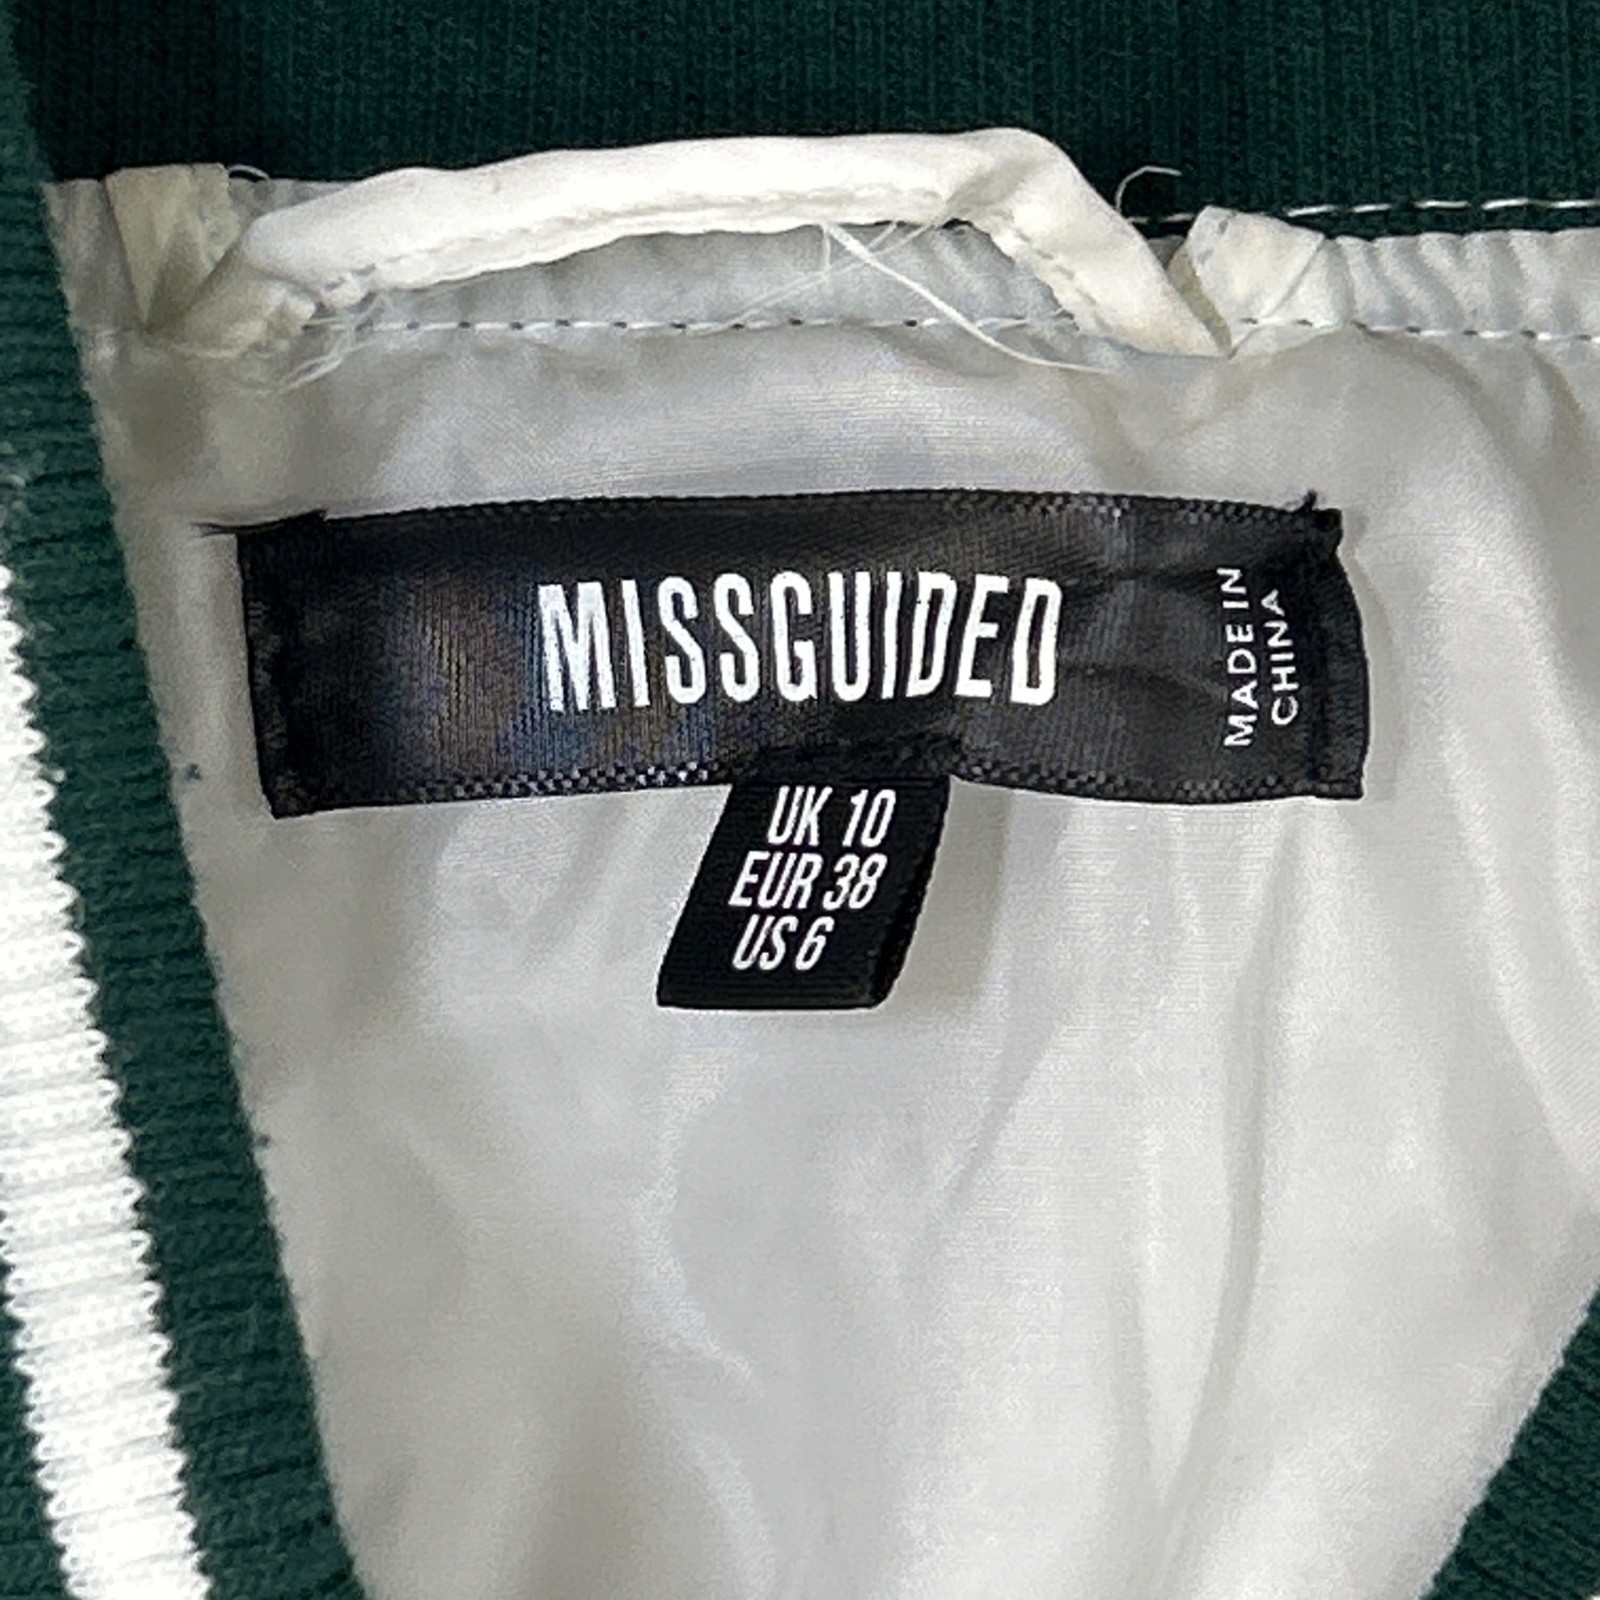 MISSGUIDED
MADE IN
CHINA
UK 10
EUR 38
US 6